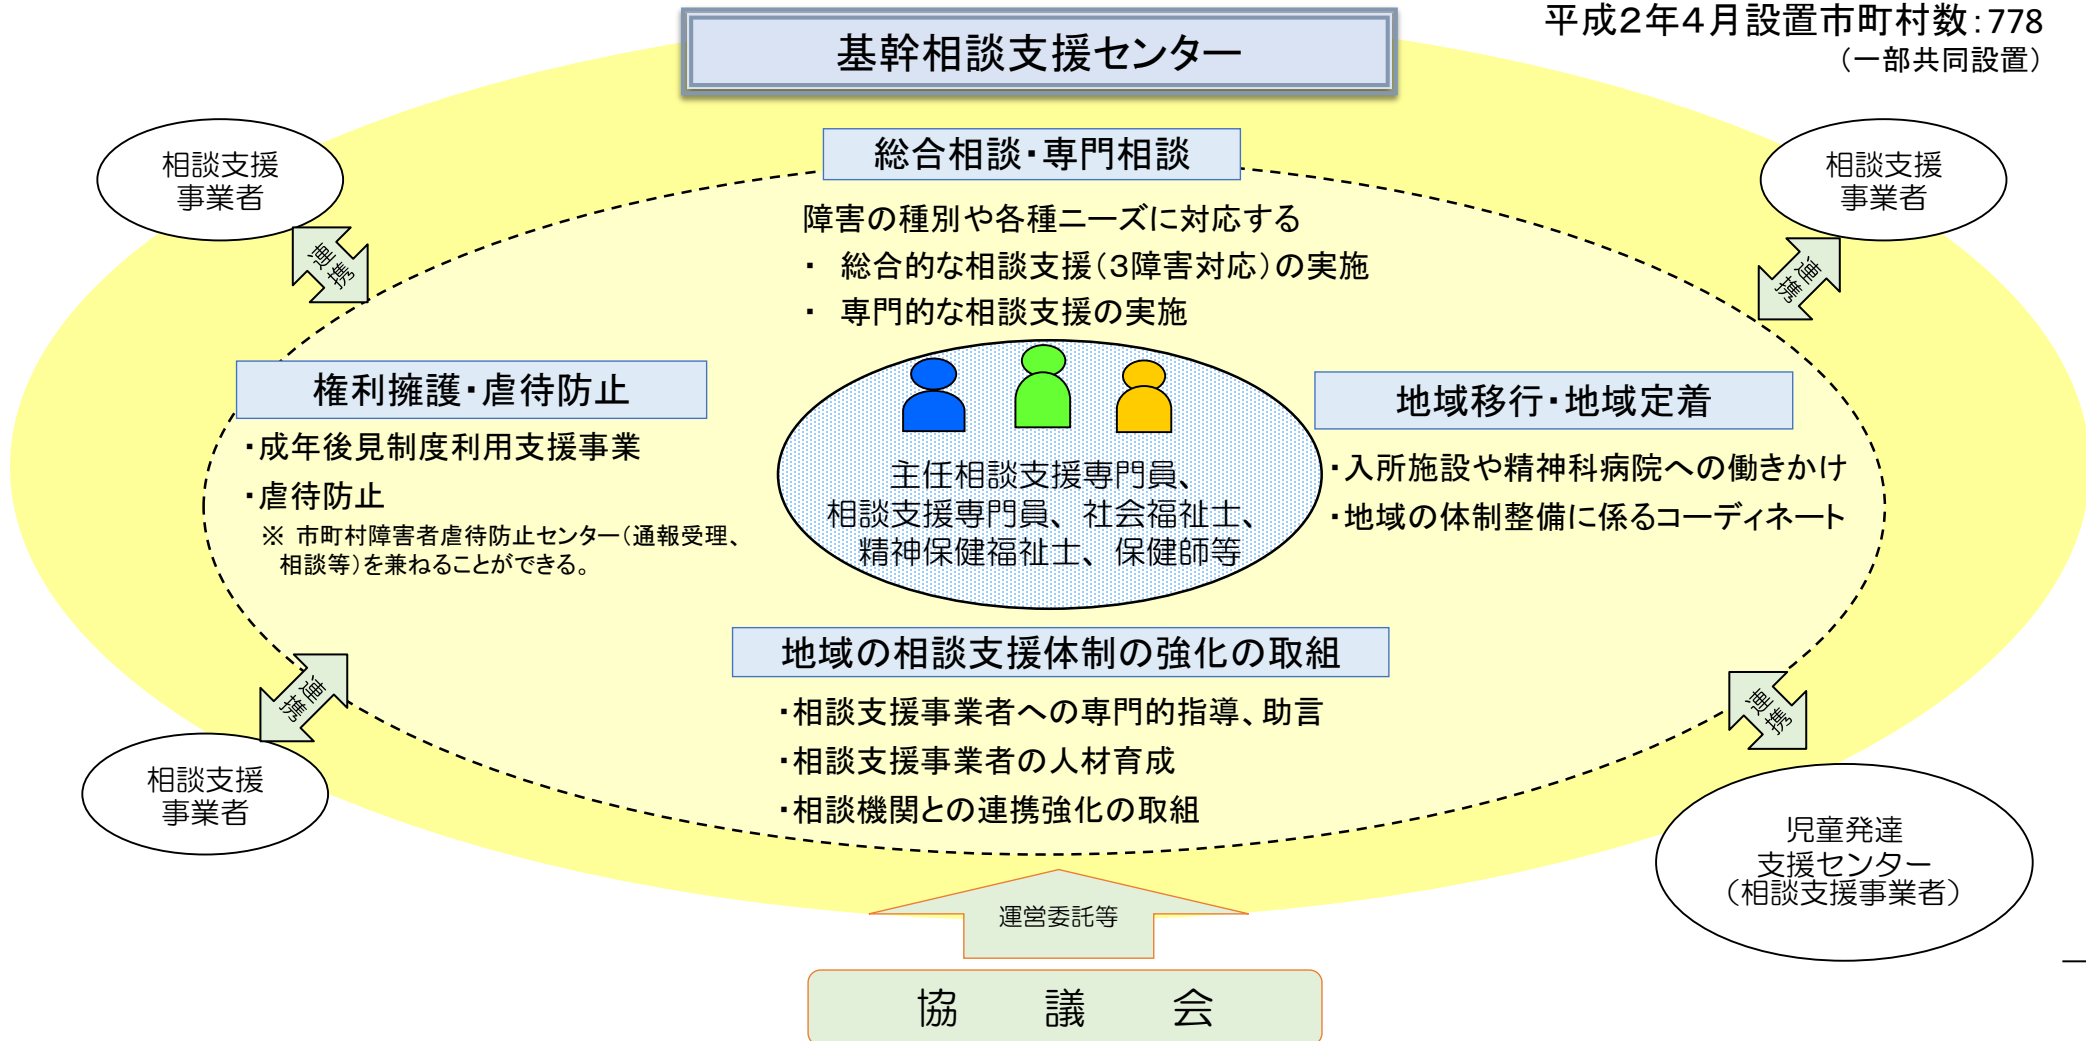 平成2年4月設置市町村数:778
(一部共同設置)
基幹相談支援センター
相談支援
事業者
相談支援
事業者
連携
連携
総合相談・専門相談
障害の種別や各種ニーズに対応する
・ 総合的な相談支援(3障害対応)の実施
・ 専門的な相談支援の実施
権利擁護・虐待防止
・成年後見制度利用支援事業
・虐待防止
※ 市町村障害者虐待防止センター(通報受理、
相談等)を兼ねることができる。
主任相談支援専門員、
相談支援専門員、社会福祉士、
精神保健福祉士、保健師等
地域移行・地域定着
・入所施設や精神科病院への働きかけ
・地域の体制整備に係るコーディネート
地域の相談支援体制の強化の取組
・相談支援事業者への専門的指導、助言
・相談支援事業者の人材育成
・相談機関との連携強化の取組
連携
連携
相談支援
事業者
児童発達
支援センター
(相談支援事業者)
運営委託等
協 議 会